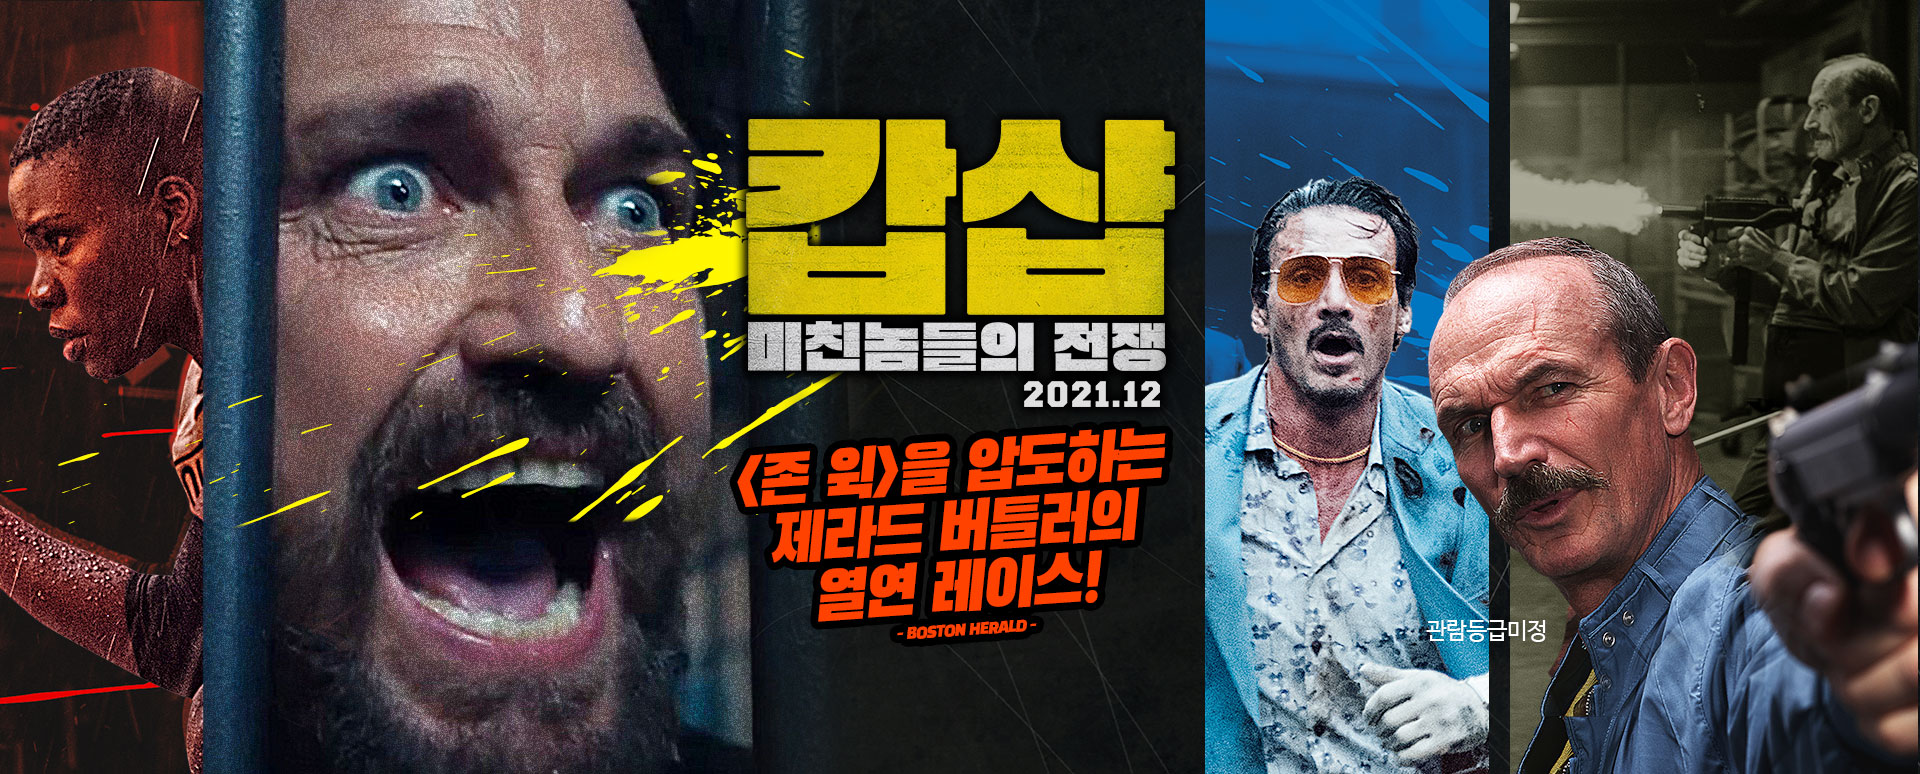 캅샵
미친놈들의 전쟁
2021.12
<존 윅>을 압도하는
제라드 버틀러의
열연 레이스!
- BOSTON HERALD -
관람등급미정